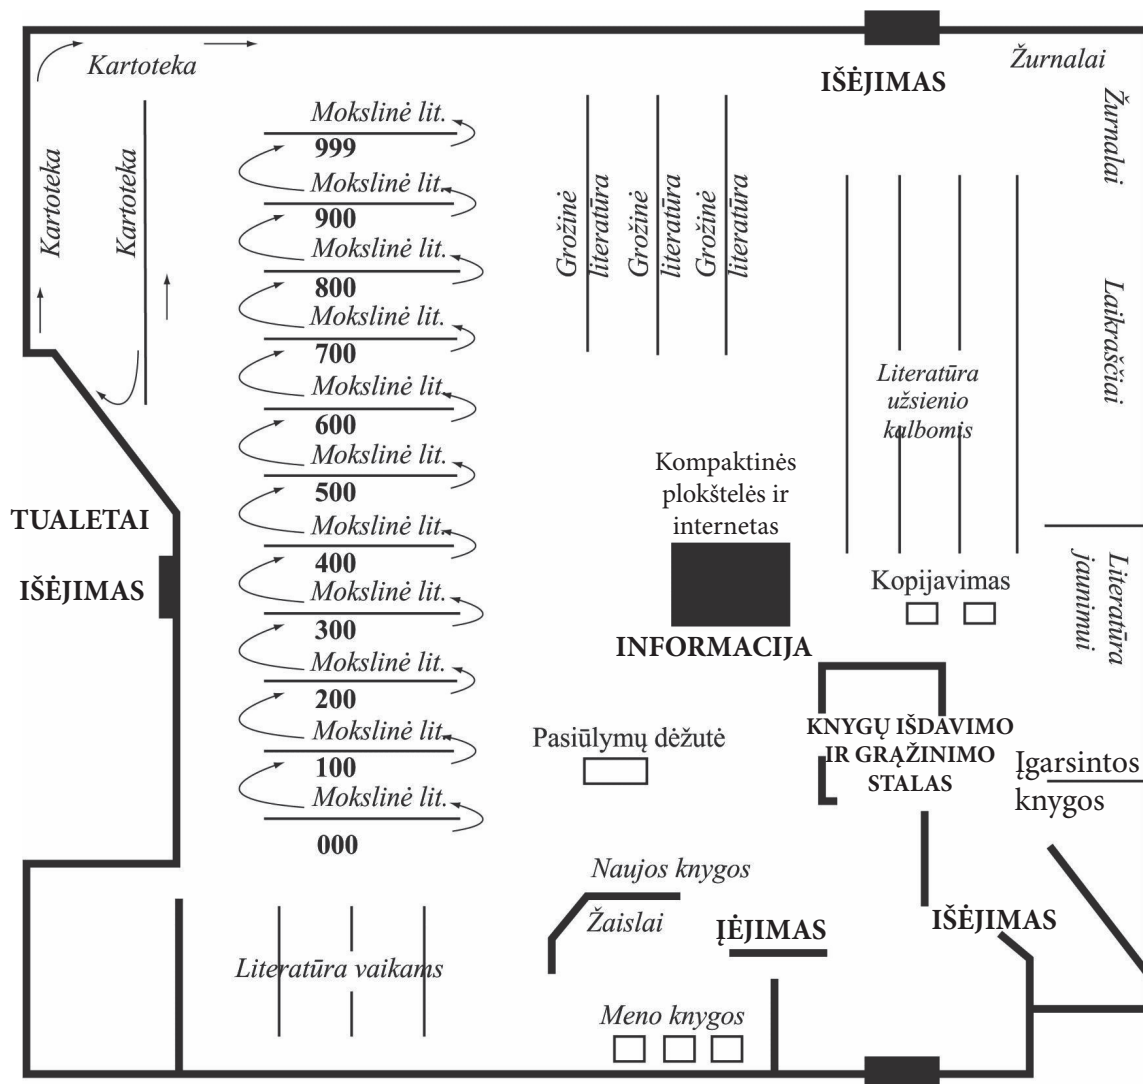 Kartoteka
Kartoteka
Kartoteka
Mokslinė lit.
999
Mokslinė lit.
900
Mokslinė lit.
800
Mokslinė lit.
700
Mokslinė lit.
600
Mokslinė lit.
500
Mokslinė lit.
400
Mokslinė lit.
300
Mokslinė lit.
200
Mokslinė lit.
100
Mokslinė lit.
000
Grožinė
literatūra
Grožinė
literatūra
Grožinė
literatūra
IŠĖJIMAS
Žurnalai
Žurnalai
Laikraščiai
Literatūra
užsienio
kalbomis
Kompaktinės
plokštelės ir
internetas
INFORMACIJA
Kopijavimas
Literatūra
jaunimui
TUALETAI
IŠĖJIMAS
Pasiūlymų dėžutė
KNYGŲ IŠDAVIMO
IR GRĄŽINIMO
STALAS
Įgarsintos
knygos
Naujos knygos
Žaislai
ĮĖJIMAS
IŠĖJIMAS
Literatūra vaikams
Meno knygos